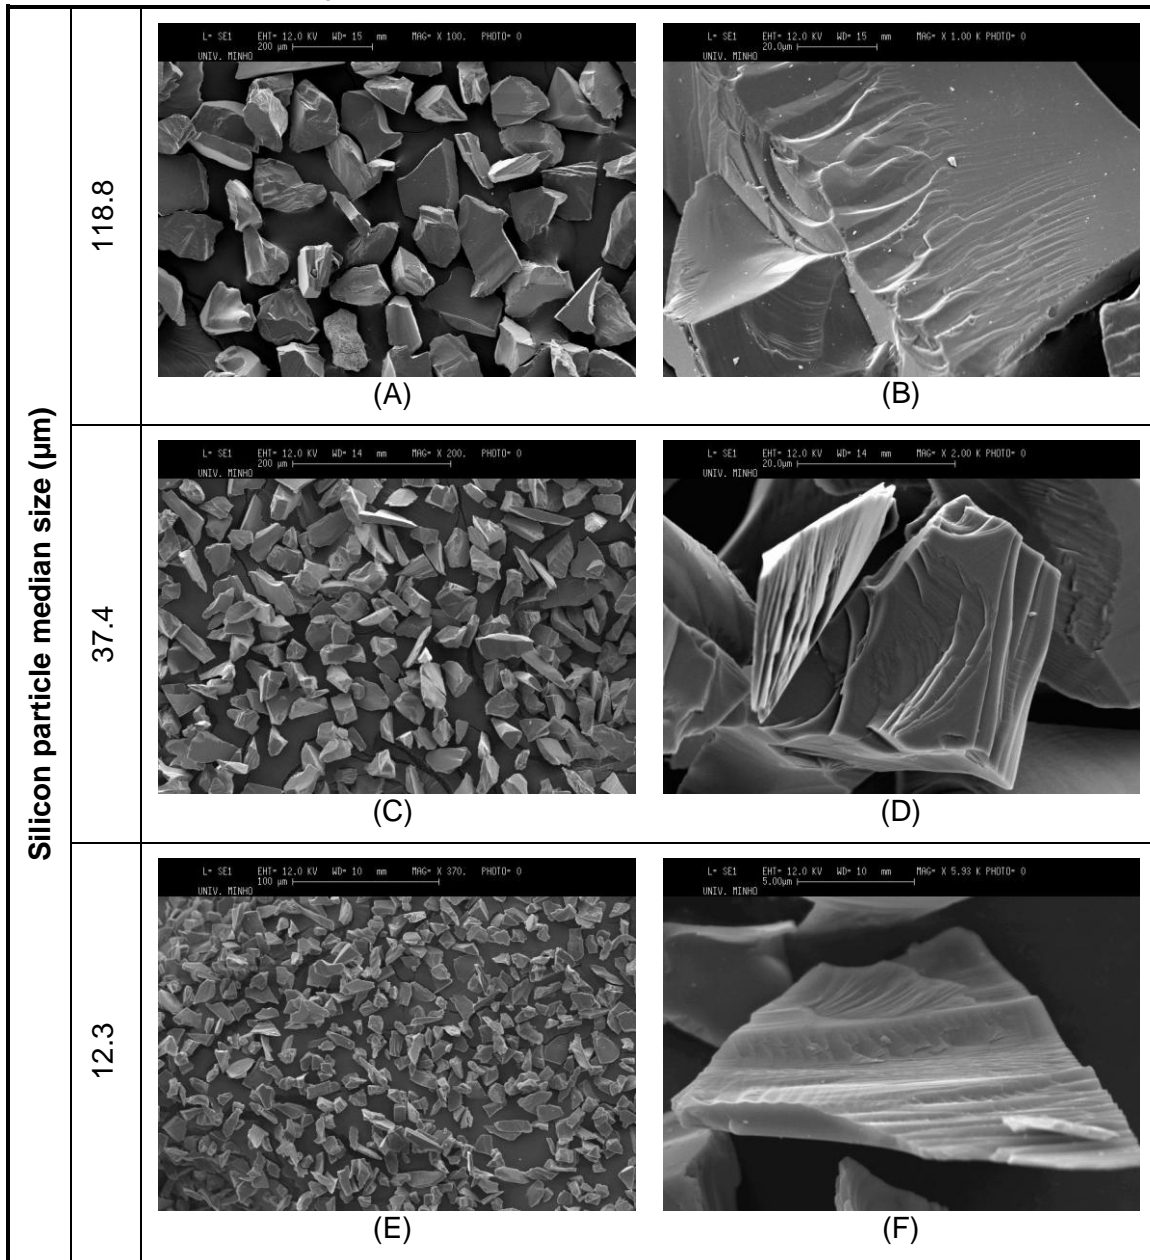 Silicon particle median size (µm)
118.8
L= SE1 EHT= 12.0 KV WD= 15 mm MAG= X 100. PHOTO= 0
200 µm
UNIV. MINHO
(A)
L= SE1 EHT= 12.0 KV WD= 15 mm MAG= X 1.00 K PHOTO= 0
20.0µm
UNIV. MINHO
(B)
37.4
L= SE1 EHT= 12.0 KV WD= 14 mm MAG= X 200. PHOTO= 0
200 µm
UNIV. MINHO
(C)
L= SE1 EHT= 12.0 KV WD= 14 mm MAG= X 2.00 K PHOTO= 0
20.0µm
UNIV. MINHO
(D)
12.3
L= SE1 EHT= 12.0 KV WD= 10 mm MAG= X 370. PHOTO= 0
100 µm
UNIV. MINHO
(E)
L= SE1 EHT= 12.0 KV WD= 10 mm MAG= X 5.93 K PHOTO= 0
5.00µm
UNIV. MINHO
(F)